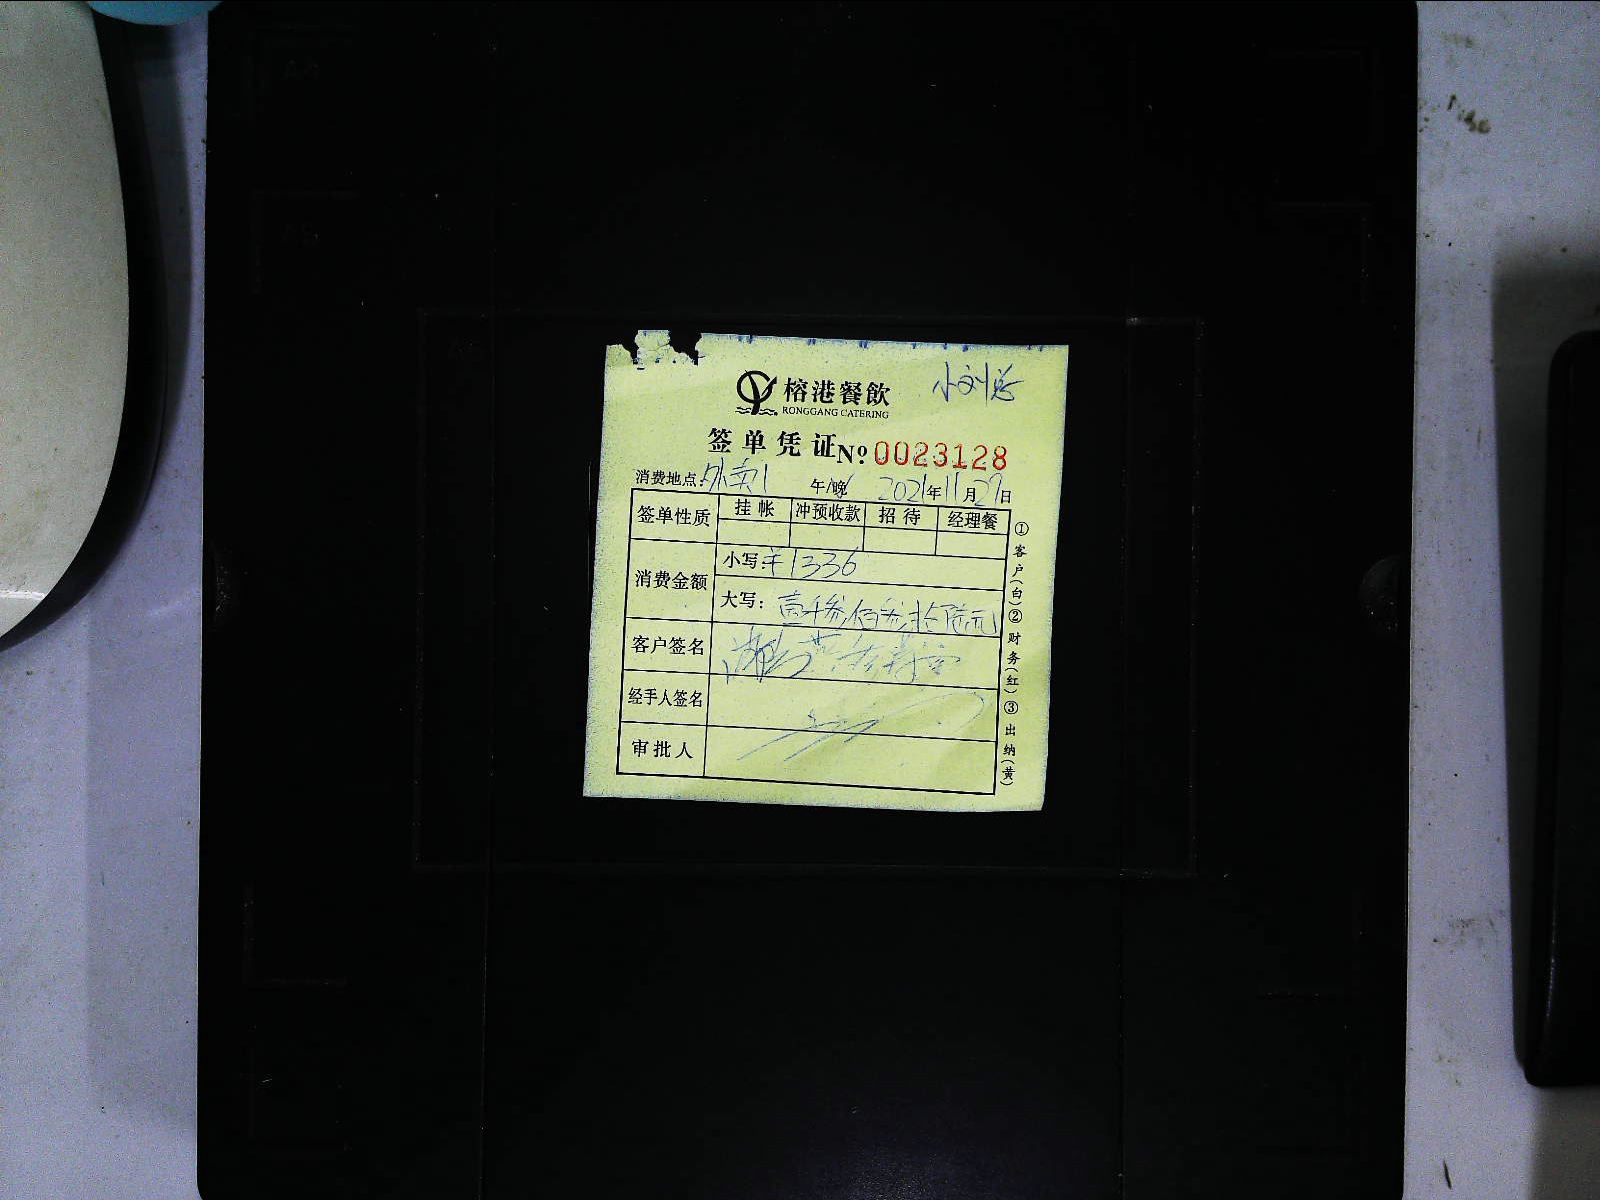 小刘总
榕港餐飲
RONGGANG CATERING
签单凭证 No 0023128
消费地点: 外卖1 午/晚 2021年11月27日
签单性质 挂帐 冲预收款 招待 经理餐
消费金额
小写: ¥1336
大写: 壹仟叁佰叁拾陆元
客户签名
经手人签名
审批人
①客户(白)②财务(红)③出纳(黄)